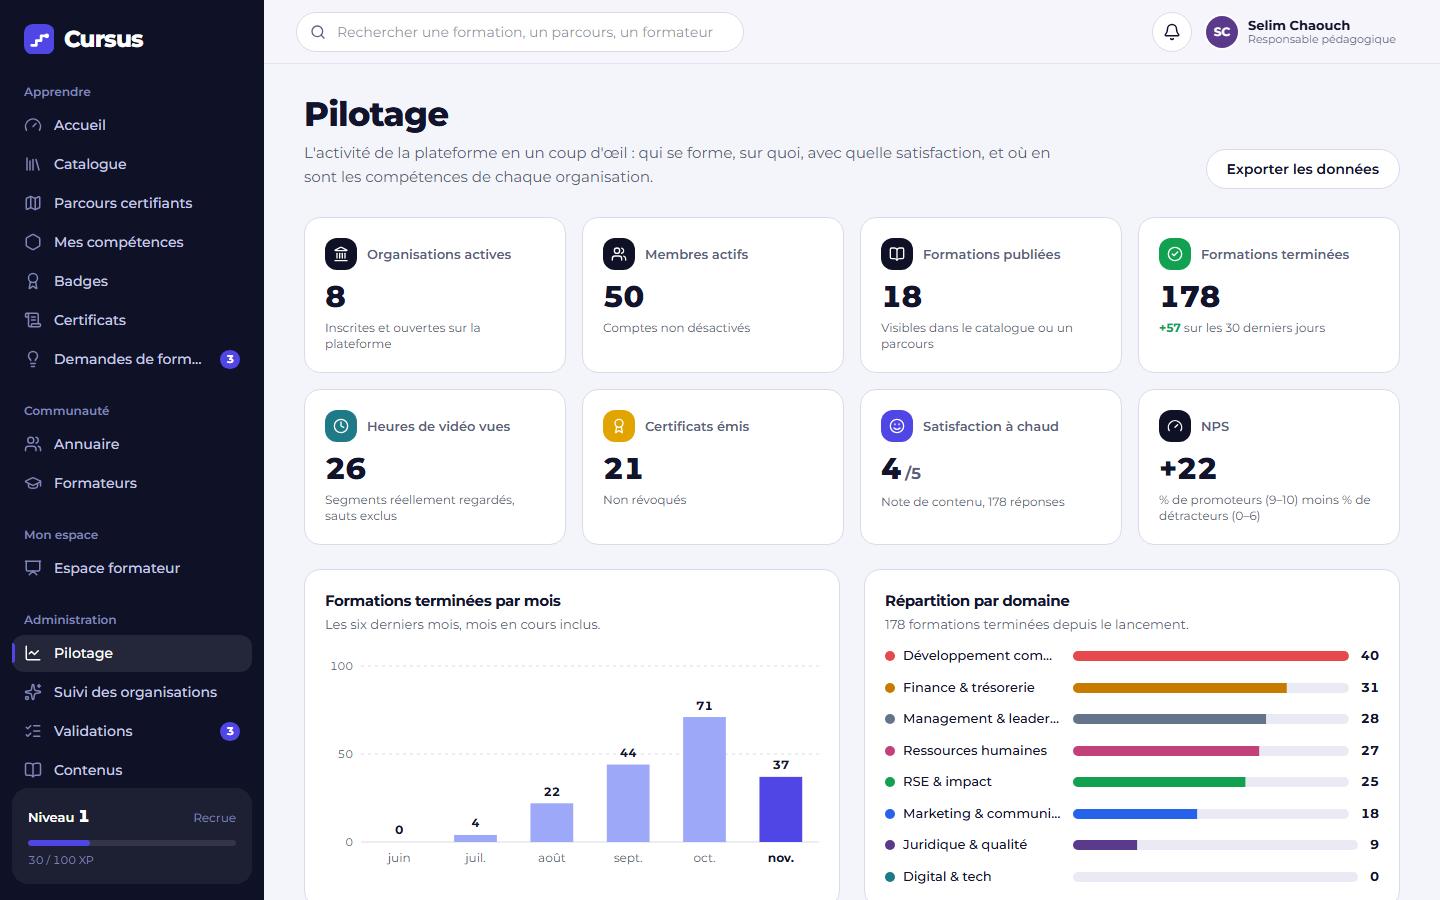 Cursus
Rechercher une formation, un parcours, un formateur
SC
Selim Chaouch
Responsable pédagogique
Apprendre
Accueil
Catalogue
Parcours certifiants
Mes compétences
Badges
Certificats
Demandes de form...
3
Communauté
Annuaire
Formateurs
Mon espace
Espace formateur
Administration
Pilotage
Suivi des organisations
Validations
3
Contenus
Niveau 1
Recrue
30 / 100 XP
Pilotage
L'activité de la plateforme en un coup d'œil : qui se forme, sur quoi, avec quelle satisfaction, et où en
sont les compétences de chaque organisation.
Exporter les données
Organisations actives
8
Inscrites et ouvertes sur la
plateforme
Membres actifs
50
Comptes non désactivés
Formations publiées
18
Visibles dans le catalogue ou un
parcours
Formations terminées
178
+57 sur les 30 derniers jours
Heures de vidéo vues
26
Segments réellement regardés,
sauts exclus
Certificats émis
21
Non révoqués
Satisfaction à chaud
4 /5
Note de contenu, 178 réponses
NPS
+22
% de promoteurs (9–10) moins % de
détracteurs (0–6)
Formations terminées par mois
Les six derniers mois, mois en cours inclus.
100
50
0
0
4
22
44
71
37
juin
juil.
août
sept.
oct.
nov.
Répartition par domaine
178 formations terminées depuis le lancement.
Développement com...
40
Finance & trésorerie
31
Management & leader...
28
Ressources humaines
27
RSE & impact
25
Marketing & communi...
18
Juridique & qualité
9
Digital & tech
0